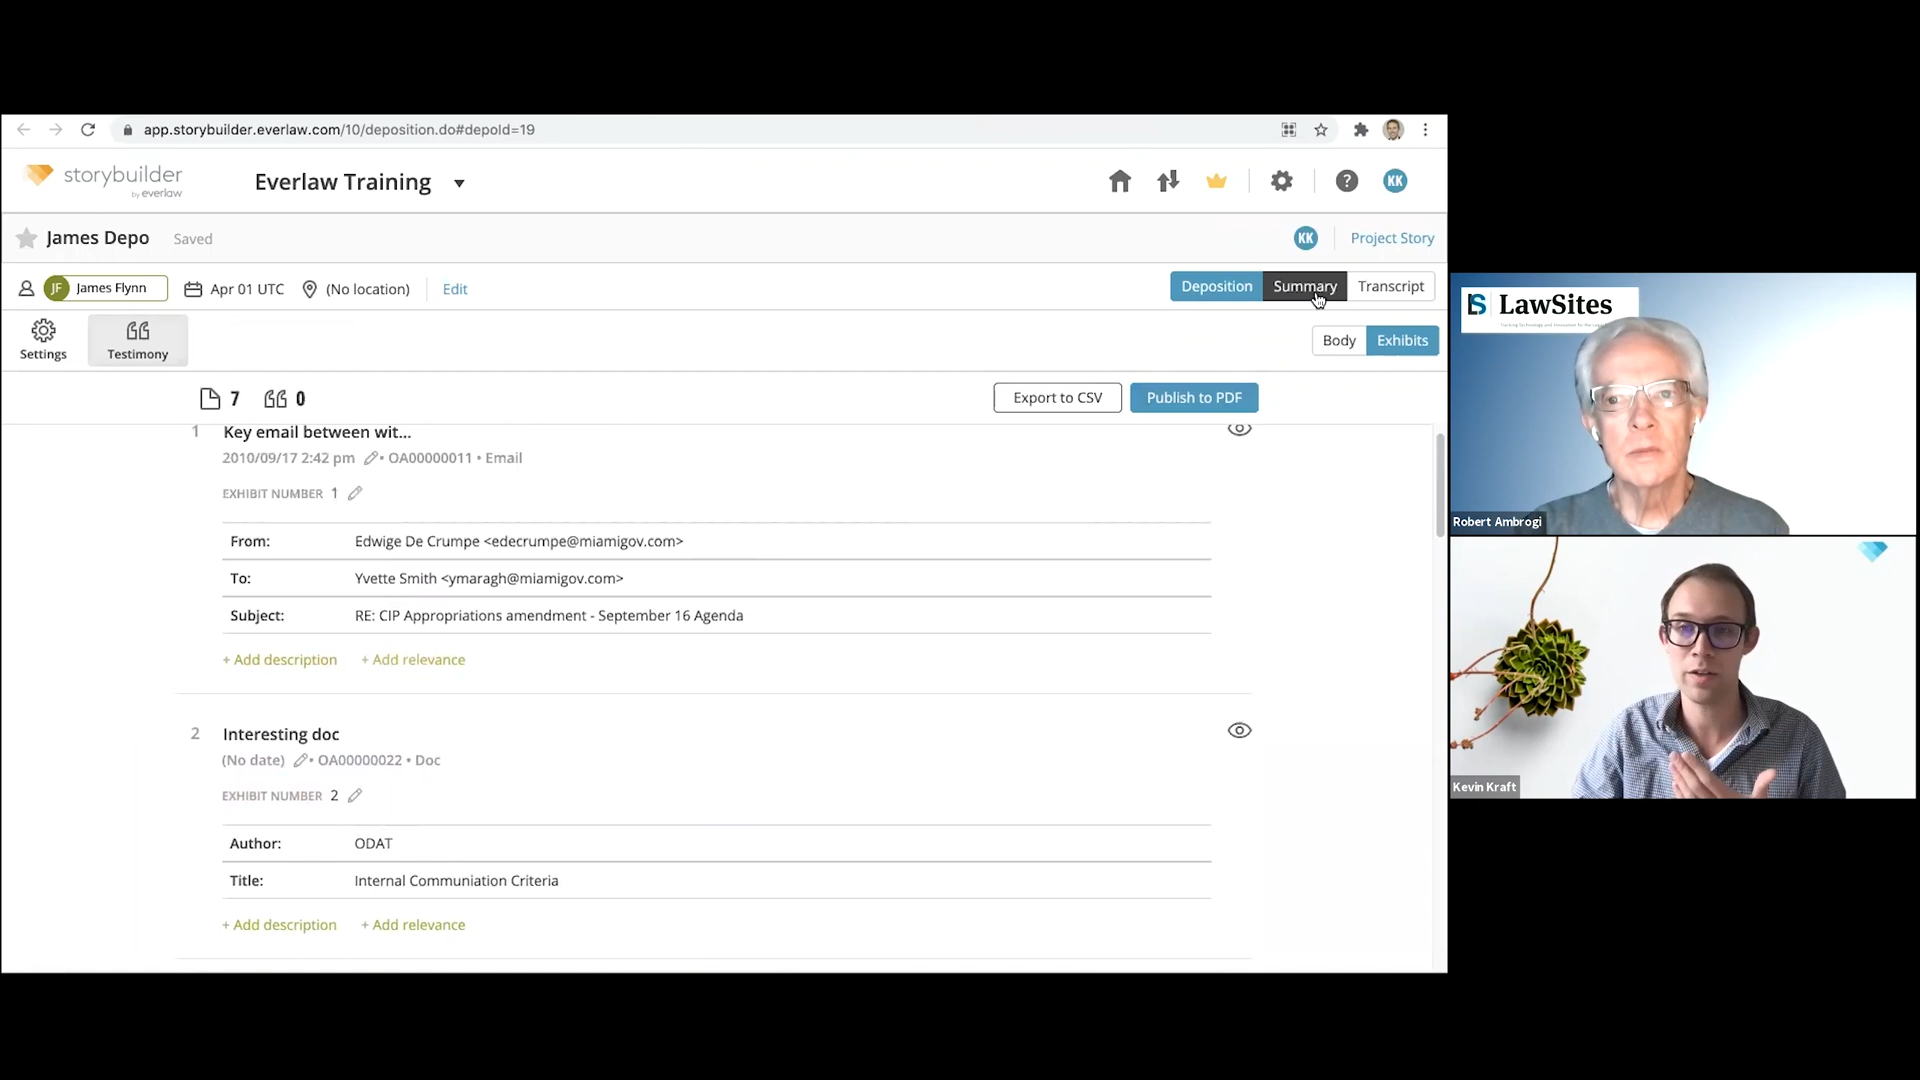 app.storybuilder.everlaw.com/10/deposition.do#depoId=19
storybuilder
by everlaw
Everlaw Training
KK
James Depo Saved
KK
Project Story
JF James Flynn
Apr 01 UTC
(No location)
Edit
Deposition Summary Transcript
Settings
Testimony
Body Exhibits
7 0
Export to CSV Publish to PDF
1 Key email between wit...
2010/09/17 2:42 pm • OA00000011 • Email
EXHIBIT NUMBER 1
From: Edwige De Crumpe <edecrumpe@miamigov.com>
To: Yvette Smith <ymaragh@miamigov.com>
Subject: RE: CIP Appropriations amendment - September 16 Agenda
+ Add description + Add relevance
2 Interesting doc
(No date) • OA00000022 • Doc
EXHIBIT NUMBER 2
Author: ODAT
Title: Internal Communiation Criteria
+ Add description + Add relevance
LS LawSites
Robert Ambrogi
Kevin Kraft